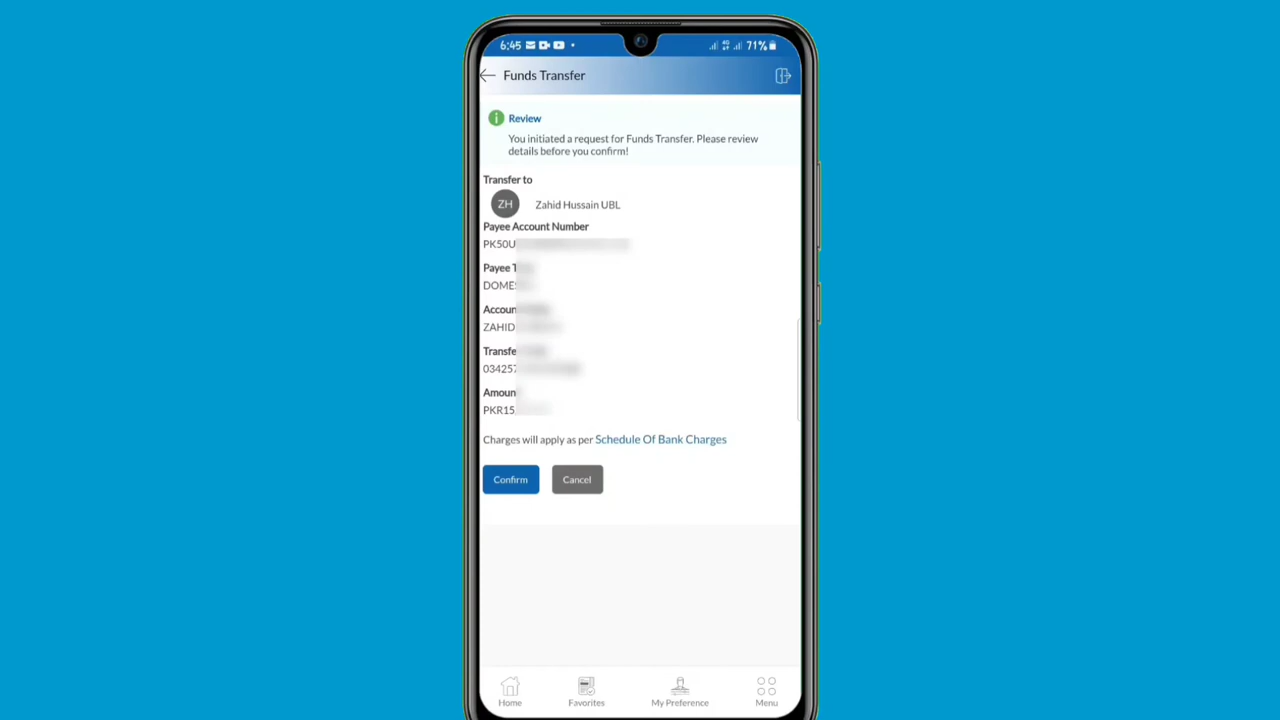 6:45
71%
Funds Transfer
Review
You initiated a request for Funds Transfer. Please review
details before you confirm!
Transfer to
ZH
Zahid Hussain UBL
Payee Account Number
PK50U
Payee
DOME
Accoun
ZAHID
Transfe
03425
Amoun
PKR15
Charges will apply as per Schedule Of Bank Charges
Confirm
Cancel
Home
Favorites
My Preference
Menu